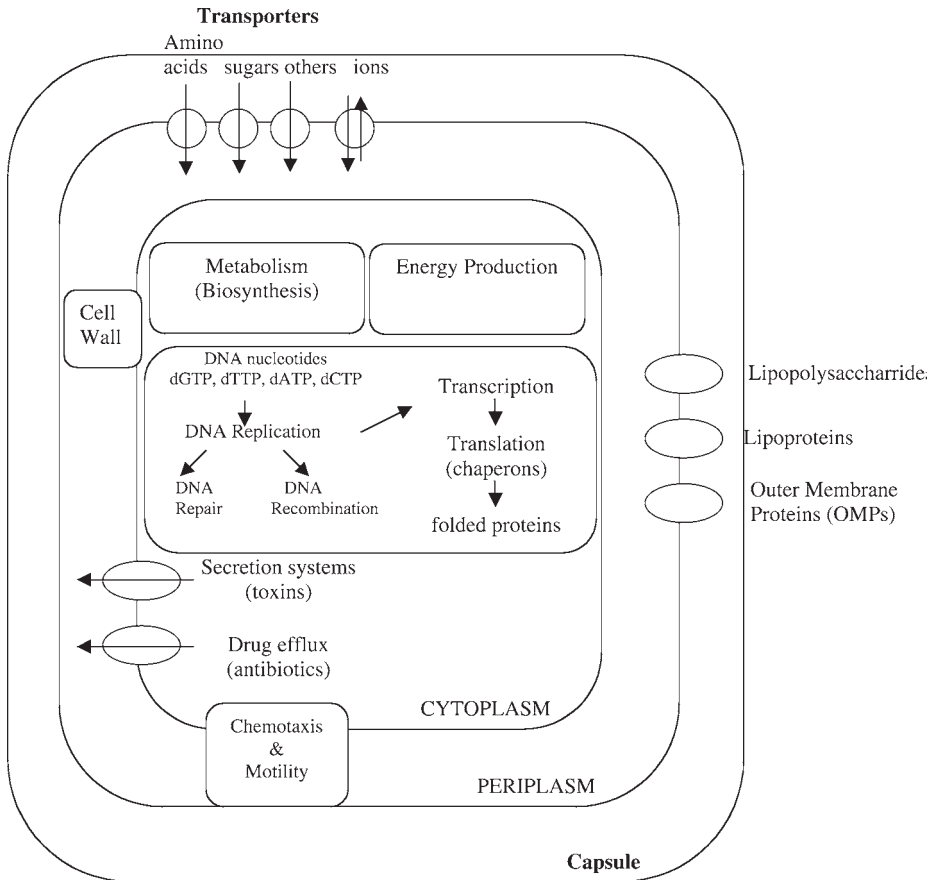 Transporters
Amino
acids sugars others ions
Metabolism
(Biosynthesis)
Energy Production
Cell
Wall
DNA nucleotides
dGTP, dTTP, dATP, dCTP
DNA Replication
DNA
Repair
DNA
Recombination
Transcription
Translation
(chaperons)
folded proteins
Lipopolysaccharride
Lipoproteins
Outer Membrane
Proteins (OMPs)
Secretion systems
(toxins)
Drug efflux
(antibiotics)
CYTOPLASM
Chemotaxis
&
Motility
PERIPLASM
Capsule